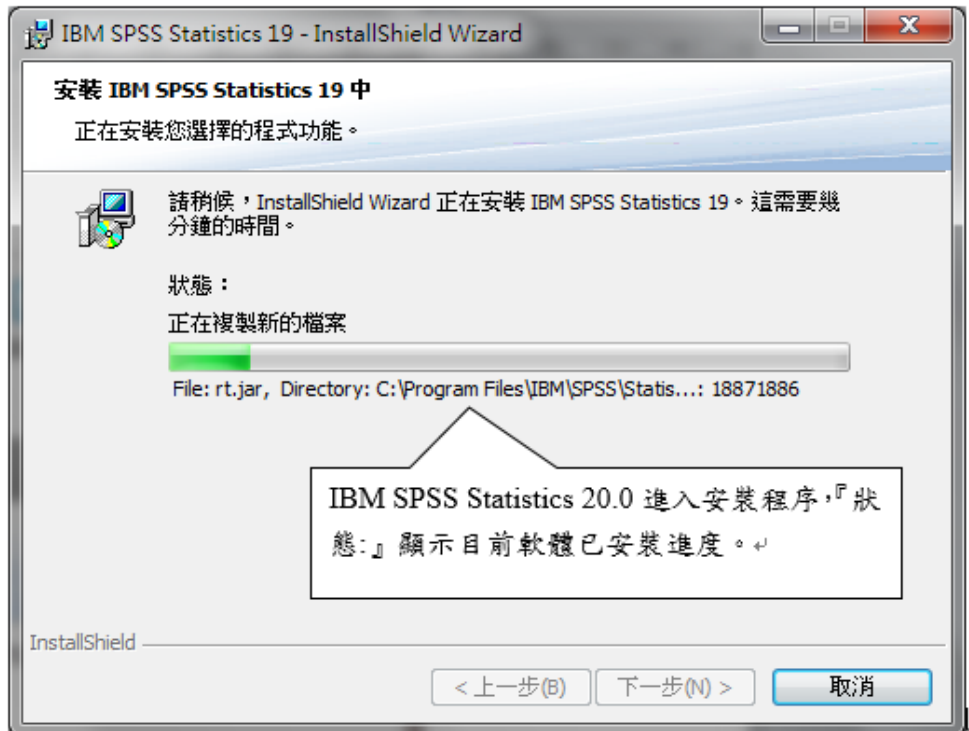 IBM SPSS Statistics 19 - InstallShield Wizard
安裝 IBM SPSS Statistics 19 中
正在安裝您選擇的程式功能。
請稍候，InstallShield Wizard 正在安裝 IBM SPSS Statistics 19。這需要幾
分鐘的時間。
狀態：
正在複製新的檔案
File: rt.jar, Directory: C:\Program Files\IBM\SPSS\Statis...: 18871886
IBM SPSS Statistics 20.0 進入安裝程序，『狀
態:』顯示目前軟體已安裝進度。↵
InstallShield
< 上一步(B)
下一步(N) >
取消